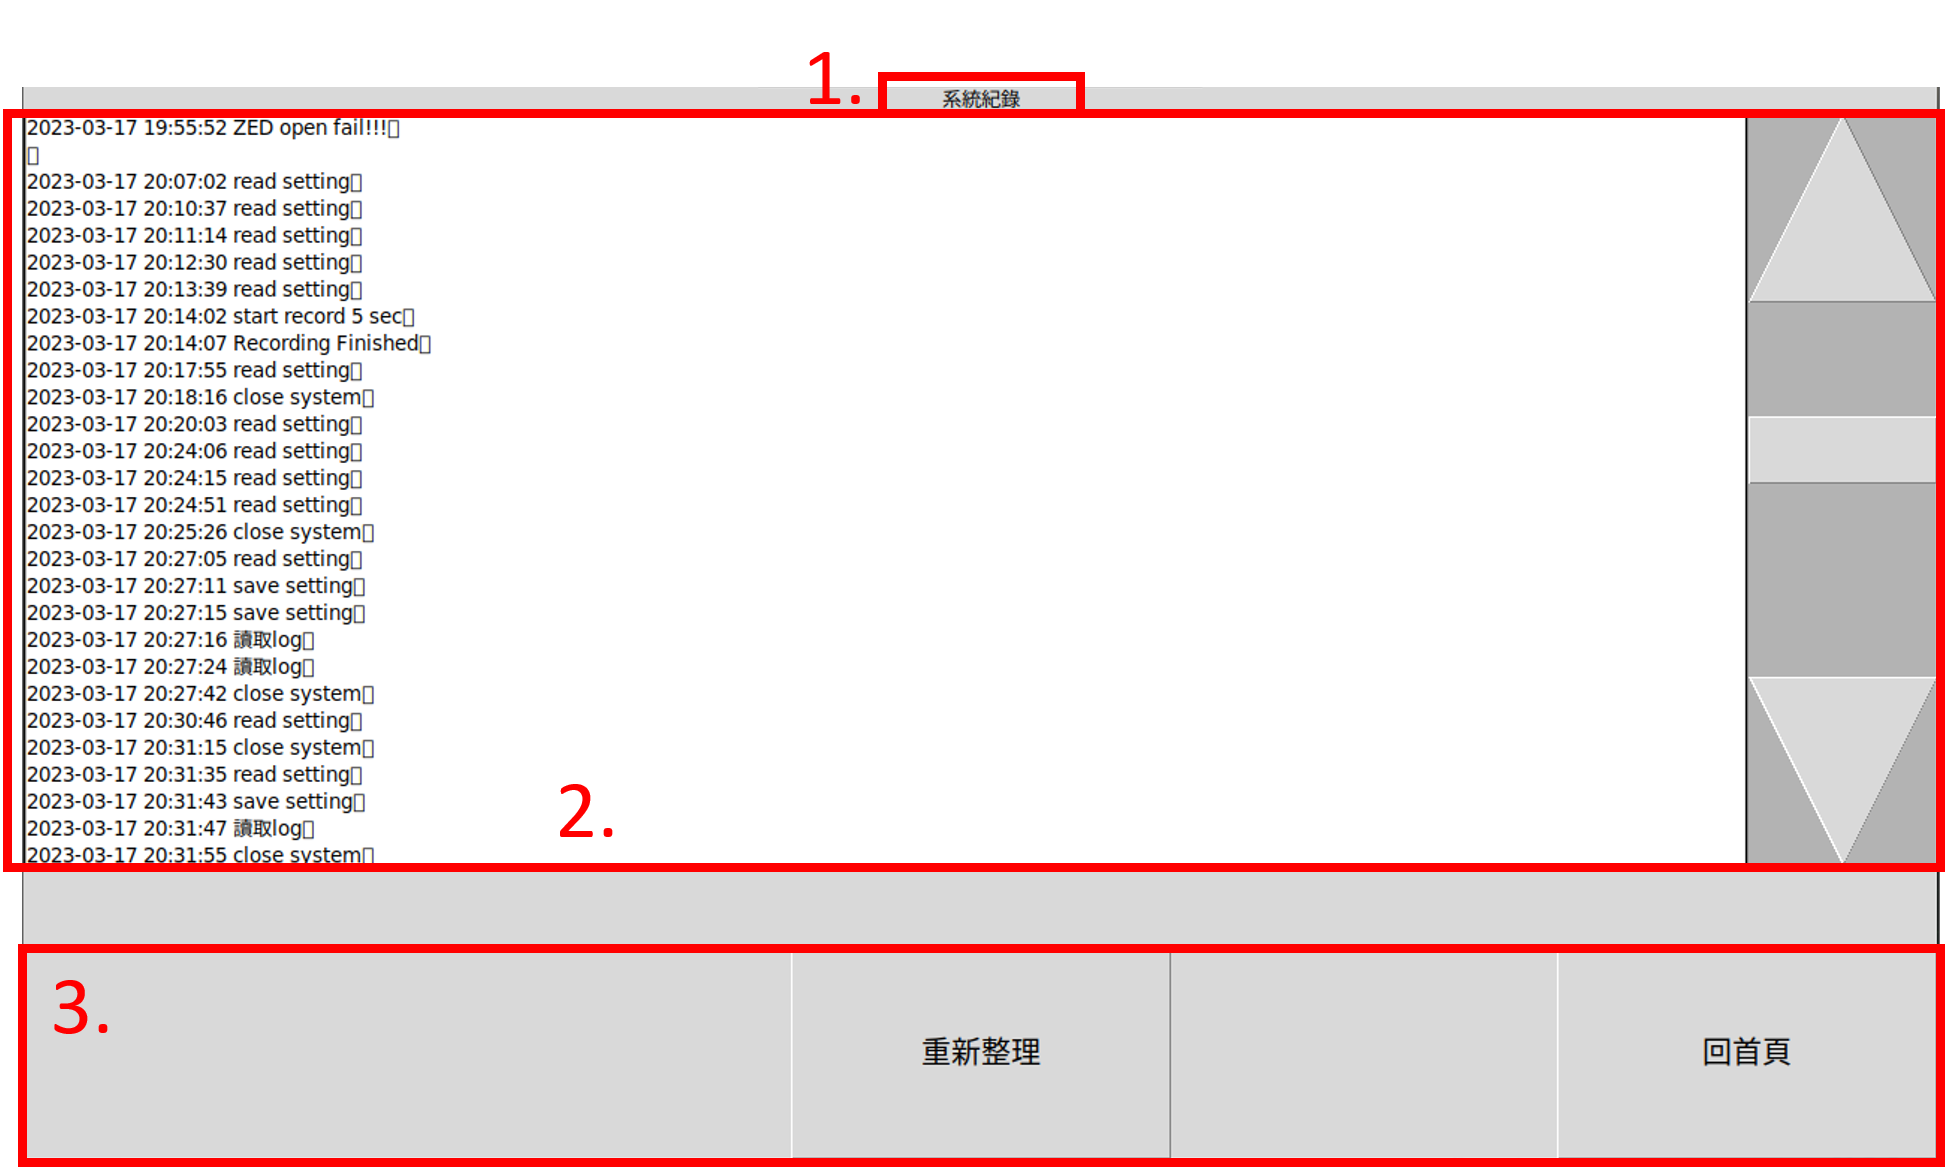 1.
系統紀錄
2023-03-17 19:55:52 ZED open fail!!!▯
▯
2023-03-17 20:07:02 read setting▯
2023-03-17 20:10:37 read setting▯
2023-03-17 20:11:14 read setting▯
2023-03-17 20:12:30 read setting▯
2023-03-17 20:13:39 read setting▯
2023-03-17 20:14:02 start record 5 sec▯
2023-03-17 20:14:07 Recording Finished▯
2023-03-17 20:17:55 read setting▯
2023-03-17 20:18:16 close system▯
2023-03-17 20:20:03 read setting▯
2023-03-17 20:24:06 read setting▯
2023-03-17 20:24:15 read setting▯
2023-03-17 20:24:51 read setting▯
2023-03-17 20:25:26 close system▯
2023-03-17 20:27:05 read setting▯
2023-03-17 20:27:11 save setting▯
2023-03-17 20:27:15 save setting▯
2023-03-17 20:27:16 讀取log▯
2023-03-17 20:27:24 讀取log▯
2023-03-17 20:27:42 close system▯
2023-03-17 20:30:46 read setting▯
2023-03-17 20:31:15 close system▯
2023-03-17 20:31:35 read setting▯
2023-03-17 20:31:43 save setting▯
2023-03-17 20:31:47 讀取log▯
2023-03-17 20:31:55 close system▯
2.
3.
重新整理
回首頁